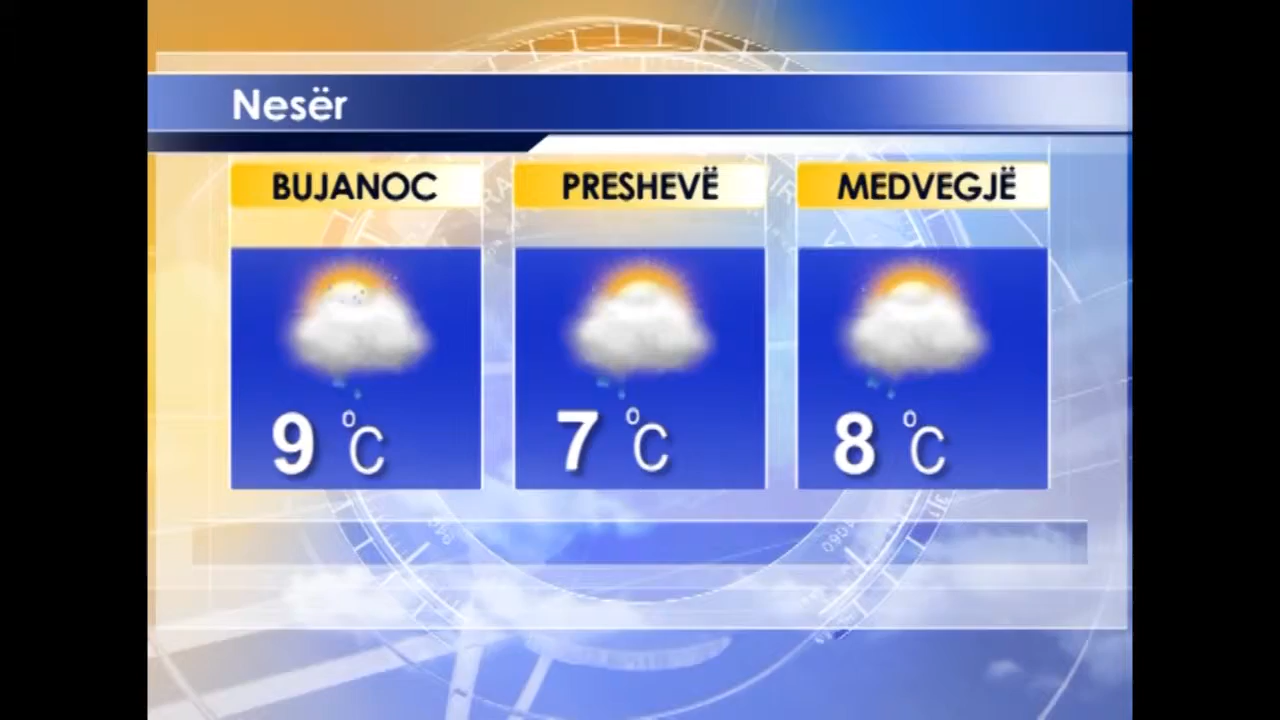 Nesër
BUJANOC
PRESHEVË
MEDVEGJË
9 °C
7 °C
8 °C